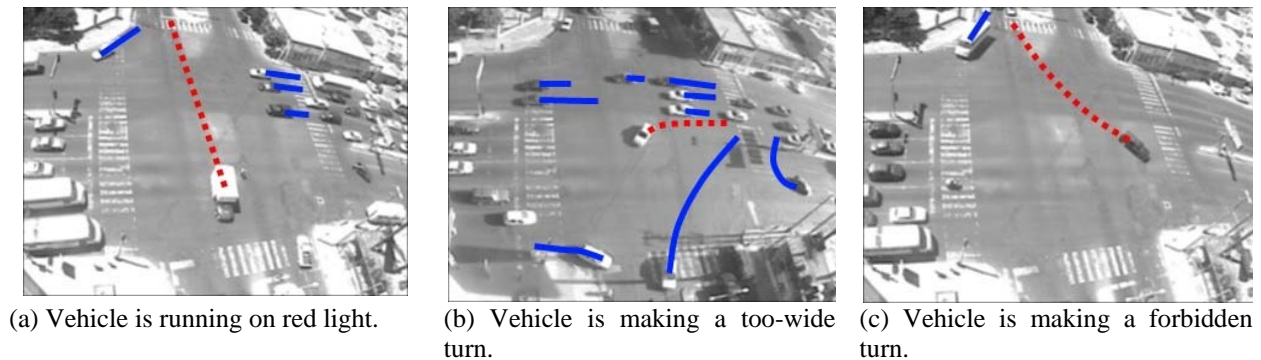 (a) Vehicle is running on red light.
(b) Vehicle is making a too-wide
turn.
(c) Vehicle is making a forbidden
turn.